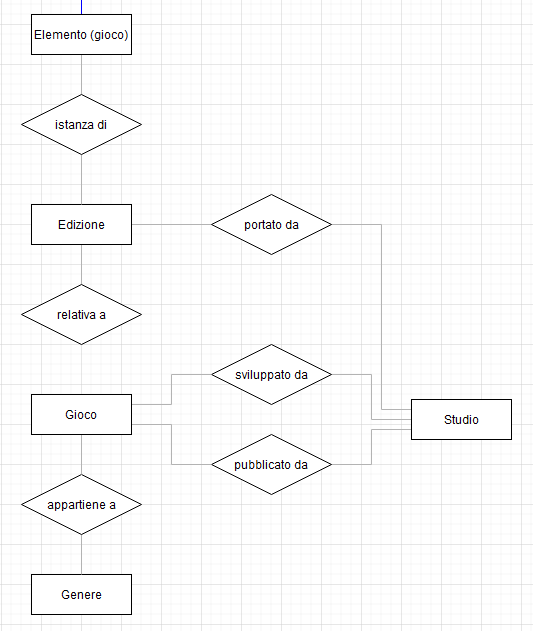 Elemento (gioco)
istanza di
Edizione
portato da
relativa a
sviluppato da
Gioco
Studio
pubblicato da
appartiene a
Genere